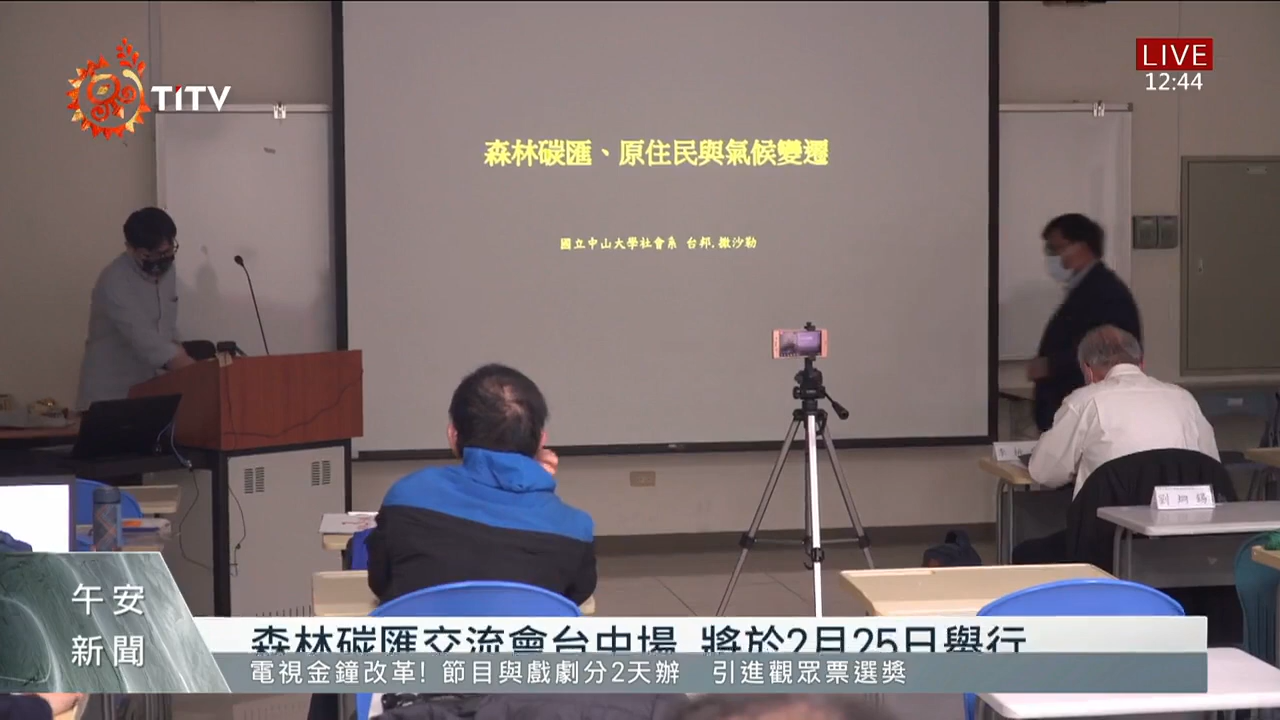 TiTV
LIVE
12:44
森林碳匯、原住民與氣候變遷
國立中山大學社會系 台邦.撒沙勒
午安
新聞
森林碳匯交流會台中場 將於2月25日舉行
電視金鐘改革! 節目與戲劇分2天辦 引進觀眾票選獎